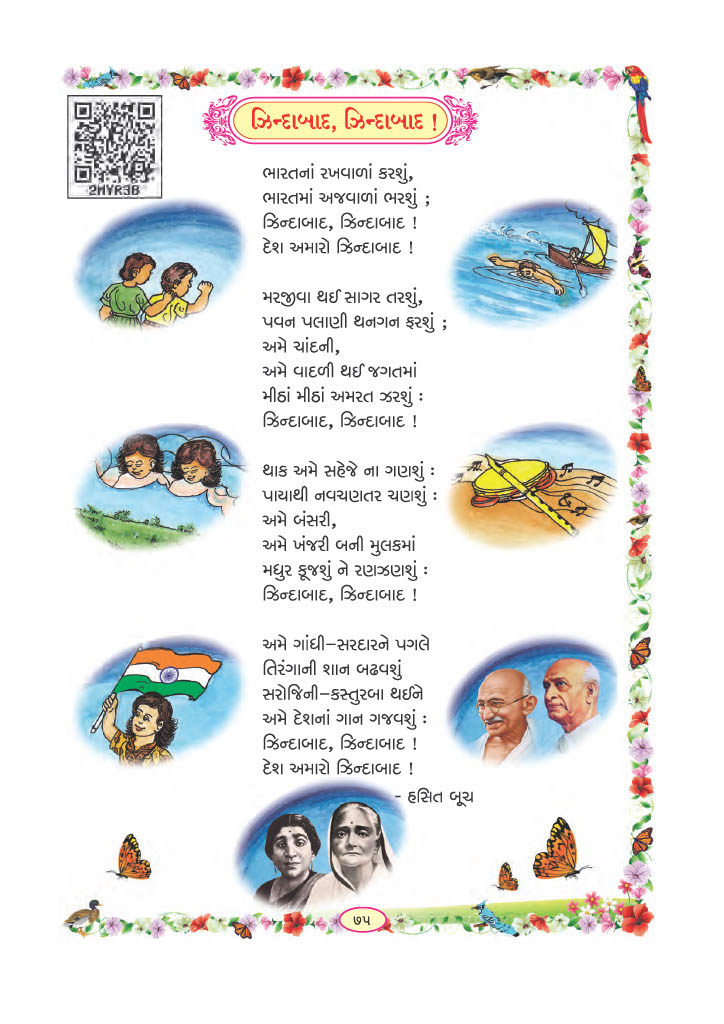 ઝિન્દાબાદ, ઝિન્દાબાદ !
2MYR3B
ભારતનાં રખવાળાં કરશું,
ભારતમાં અજવાળાં ભરશું ;
ઝિન્દાબાદ, ઝિન્દાબાદ !
દેશ અમારો ઝિન્દાબાદ !
મરજીવા થઈ સાગર તરશું,
પવન પલાણી થનગન ફરશું ;
અમે ચાંદની,
અમે વાદળી થઈ જગતમાં
મીઠાં મીઠાં અમરત ઝરશું :
ઝિન્દાબાદ, ઝિન્દાબાદ !
થાક અમે સહેજે ના ગણશું :
પાયાથી નવચણતર ચણશું :
અમે બંસરી,
અમે ખંજરી બની મુલકમાં
મધુર કૂજશું ને રણઝણશું :
ઝિન્દાબાદ, ઝિન્દાબાદ !
અમે ગાંધી–સરદારને પગલે
તિરંગાની શાન બઢવશું
સરોજિની–કસ્તુરબા થઈને
અમે દેશનાં ગાન ગજવશું :
ઝિન્દાબાદ, ઝિન્દાબાદ !
દેશ અમારો ઝિન્દાબાદ !
- હસિત બૂચ
૭૫